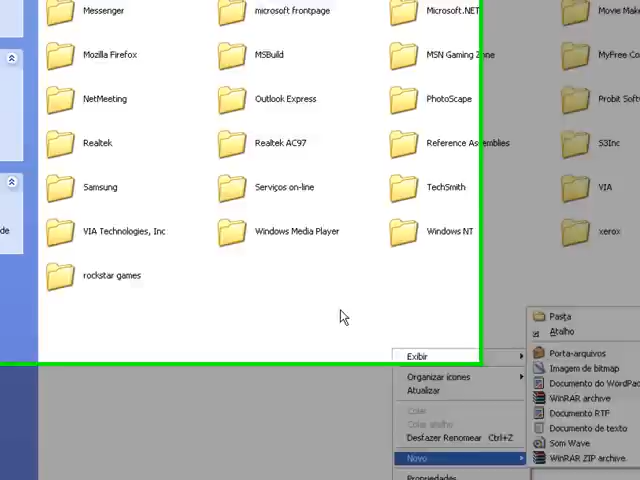 Messenger
microsoft frontpage
Microsoft.NET
Movie Mak
Mozilla Firefox
MSBuild
MSN Gaming Zone
MyFree Co
NetMeeting
Outlook Express
PhotoScape
Probit Soft
Realtek
Realtek AC97
Reference Assemblies
S3Inc
Samsung
Serviços on-line
TechSmith
VIA
de
VIA Technologies, Inc
Windows Media Player
Windows NT
xerox
rockstar games
Exibir
Organizar ícones
Atualizar
Colar
Colar atalho
Desfazer Renomear Ctrl+Z
Novo
Propriedades
Pasta
Atalho
Porta-arquivos
Imagem de bitmap
Documento do WordPa
WinRAR archive
Documento RTF
Documento de texto
Som Wave
WinRAR ZIP archive